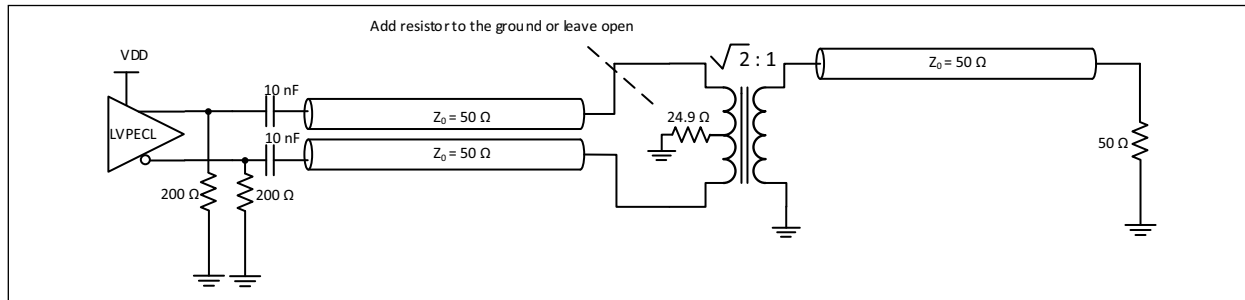 Add resistor to the ground or leave open
VDD
√2 : 1
10 nF
Z₀ = 50 Ω
Z₀ = 50 Ω
LVPECL
10 nF
24.9 Ω
Z₀ = 50 Ω
50 Ω
200 Ω
200 Ω